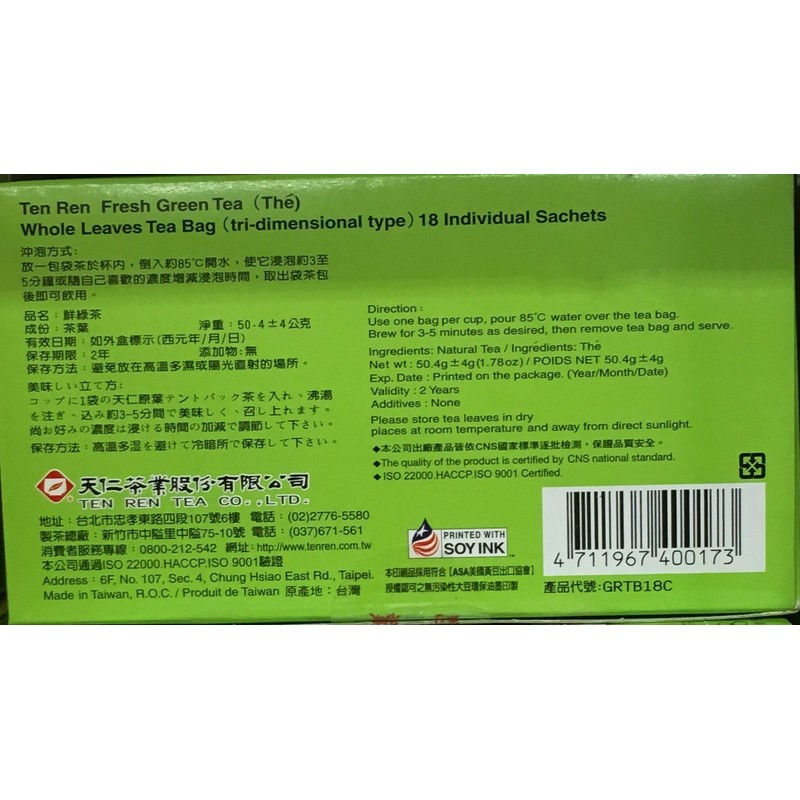 Ten Ren Fresh Green Tea (Thé)
Whole Leaves Tea Bag (tri-dimensional type) 18 Individual Sachets
沖泡方式:
放一包袋茶於杯內,倒入約85℃開水,使它浸泡約3至
5分鐘或隨自己喜歡的濃度增減浸泡時間,取出袋茶包
後即可飲用。
品名:鮮綠茶
成份:茶葉 淨重:50.4±4公克
有效日期:如外盒標示(西元年/月/日)
保存期限:2年 添加物:無
保存方法:避免放在高溫多濕或陽光直射的場所。
美味しい立て方:
コップに1袋の天仁原葉テントパック茶を入れ、沸湯
を注ぎ、込み約3-5分間で美味しく、召し上れます。
尚お好みの濃度は浸ける時間の加減で調節して下さい。
保存方法:高溫多湿を避けて冷暗所で保存して下さい。
Direction:
Use one bag per cup, pour 85℃ water over the tea bag.
Brew for 3-5 minutes as desired, then remove tea bag and serve.
Ingredients: Natural Tea / Ingrédients: Thé
Net wt: 50.4g±4g(1.78oz) / POIDS NET 50.4g±4g
Exp. Date : Printed on the package. (Year/Month/Date)
Validity : 2 Years
Additives : None
Please store tea leaves in dry
places at room temperature and away from direct sunlight.
◆本公司出廠產品皆依CNS國家標準逐批檢測,保證品質安全。
◆The quality of the product is certified by CNS national standard.
◆ISO 22000.HACCP.ISO 9001 Certified.
天仁茶業股份有限公司
TEN REN TEA CO.,LTD.
地址:台北市忠孝東路四段107號6樓 電話:(02)2776-5580
製茶總廠:新竹市中隘里中隘75-10號 電話:(037)671-561
消費者服務專線:0800-212-542 網址:http://www.tenren.com.tw
本公司通過ISO 22000.HACCP.ISO 9001驗證
Address : 6F, No. 107, Sec. 4, Chung Hsiao East Rd., Taipei.
Made in Taiwan, R.O.C. / Produit de Taiwan 原產地:台灣
PRINTED WITH
SOY INK
TM
本印刷品採用符合【ASA美國黃豆出口協會】
授權認可之無污染性大豆環保油墨印製
4 711967 400173
產品代號:GRTB18C